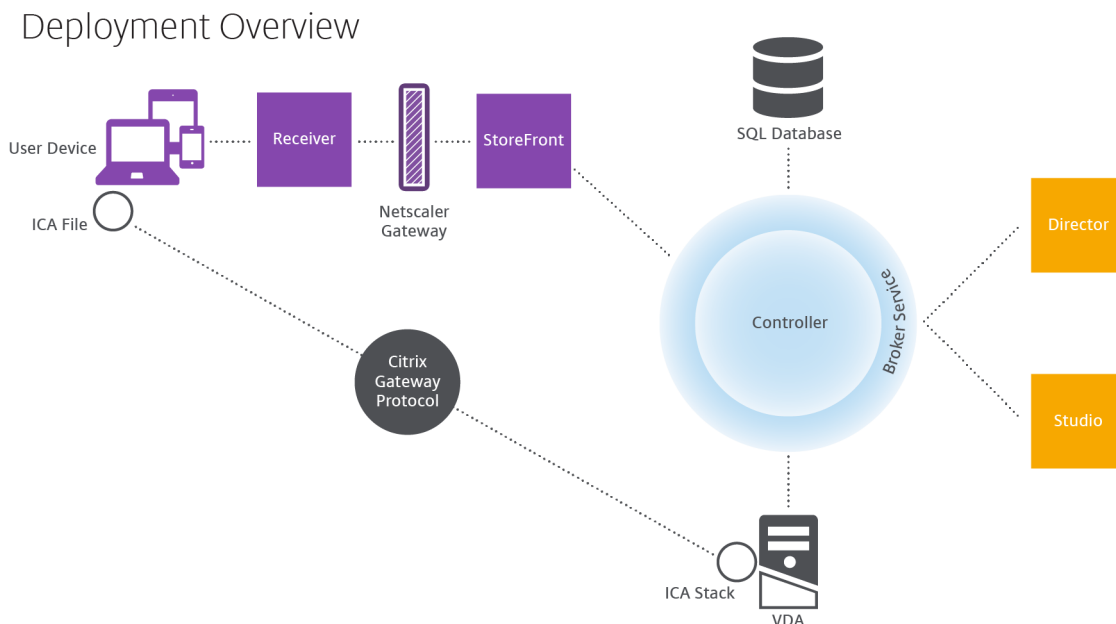 Deployment Overview
SQL Database
User Device
Receiver
StoreFront
Netscaler
Gateway
ICA File
Director
Controller
Broker Service
Citrix
Gateway
Protocol
Studio
ICA Stack
VDA